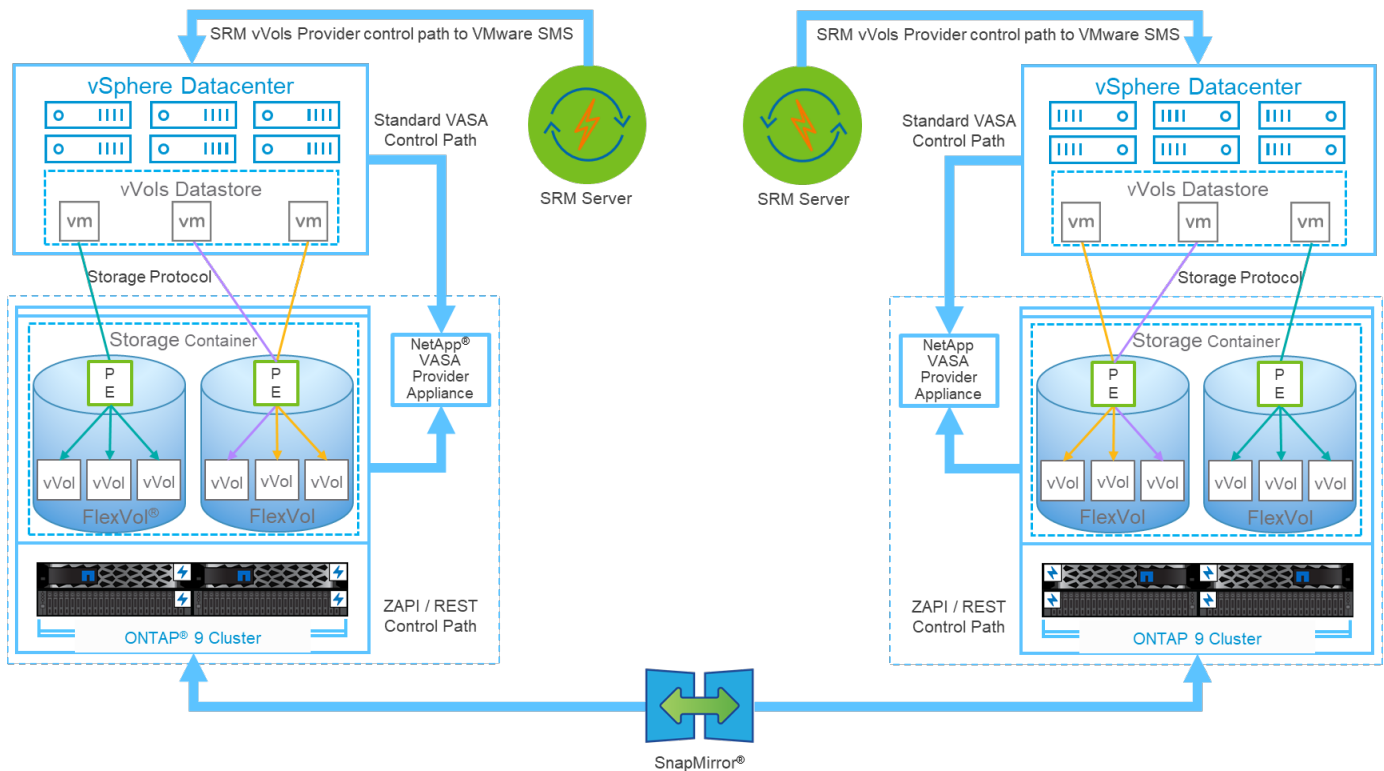 SRM vVols Provider control path to VMware SMS
vSphere Datacenter
Standard VASA
Control Path
SRM Server
vVols Datastore
vm
vm
vm
Storage Protocol
Storage Container
NetApp®
VASA
Provider
Appliance
P
E
P
E
vVol
vVol
vVol
vVol
vVol
vVol
FlexVol®
FlexVol
ZAPI / REST
Control Path
ONTAP® 9 Cluster
SRM vVols Provider control path to VMware SMS
vSphere Datacenter
Standard VASA
Control Path
SRM Server
vVols Datastore
vm
vm
vm
Storage Protocol
Storage Container
NetApp
VASA
Provider
Appliance
P
E
P
E
vVol
vVol
vVol
vVol
vVol
vVol
FlexVol
FlexVol
ZAPI / REST
Control Path
ONTAP 9 Cluster
SnapMirror®